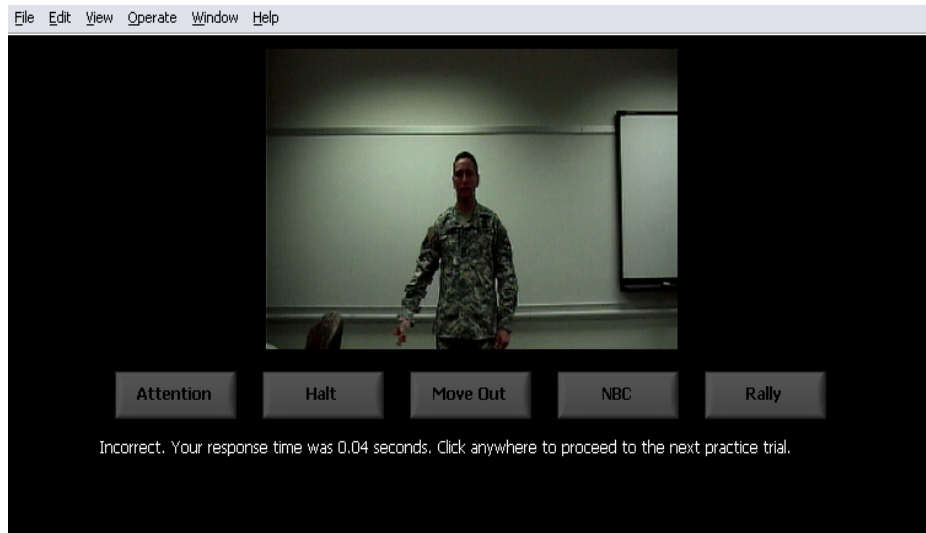 File Edit View Operate Window Help
Attention Halt Move Out NBC Rally
Incorrect. Your response time was 0.04 seconds. Click anywhere to proceed to the next practice trial.